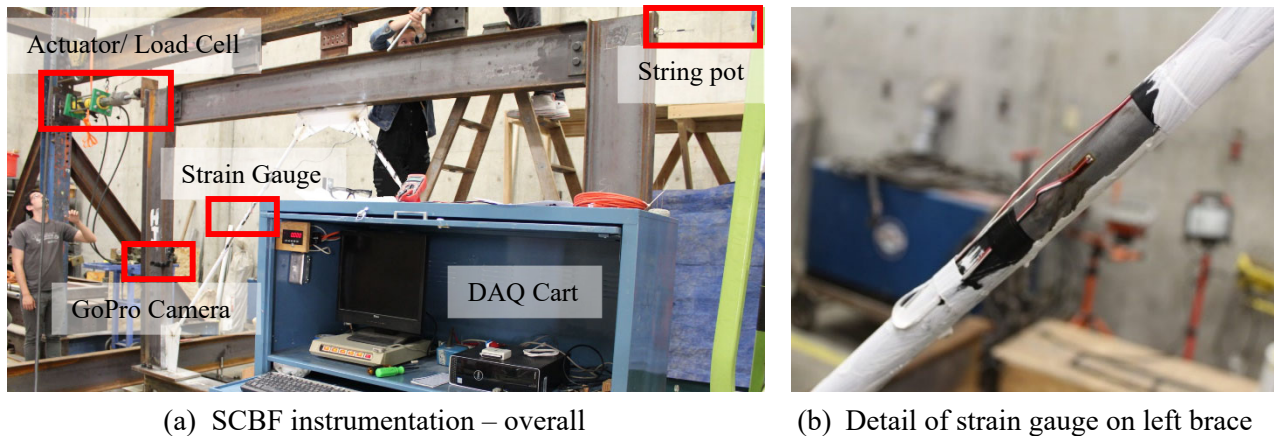 Actuator/ Load Cell
String pot
Strain Gauge
DAQ Cart
GoPro Camera
(a) SCBF instrumentation – overall
(b) Detail of strain gauge on left brace